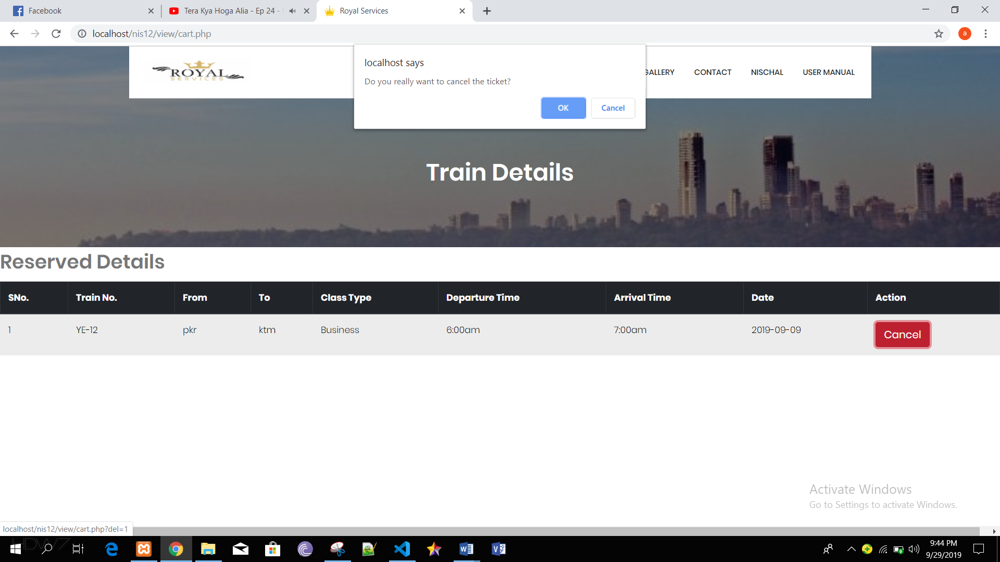 Facebook
Tera Kya Hoga Alia - Ep 24 -
Royal Services
localhost/nis12/view/cart.php
a
ROYAL
SERVICES
localhost says
Do you really want to cancel the ticket?
OK
Cancel
GALLERY
CONTACT
NISCHAL
USER MANUAL
Train Details
Reserved Details
SNo.
Train No.
From
To
Class Type
Departure Time
Arrival Time
Date
Action
1
YE-12
pkr
ktm
Business
6:00am
7:00am
2019-09-09
Cancel
Activate Windows
Go to Settings to activate Windows.
localhost/nis12/view/cart.php?del=1
HDW7
9:44 PM
9/29/2019